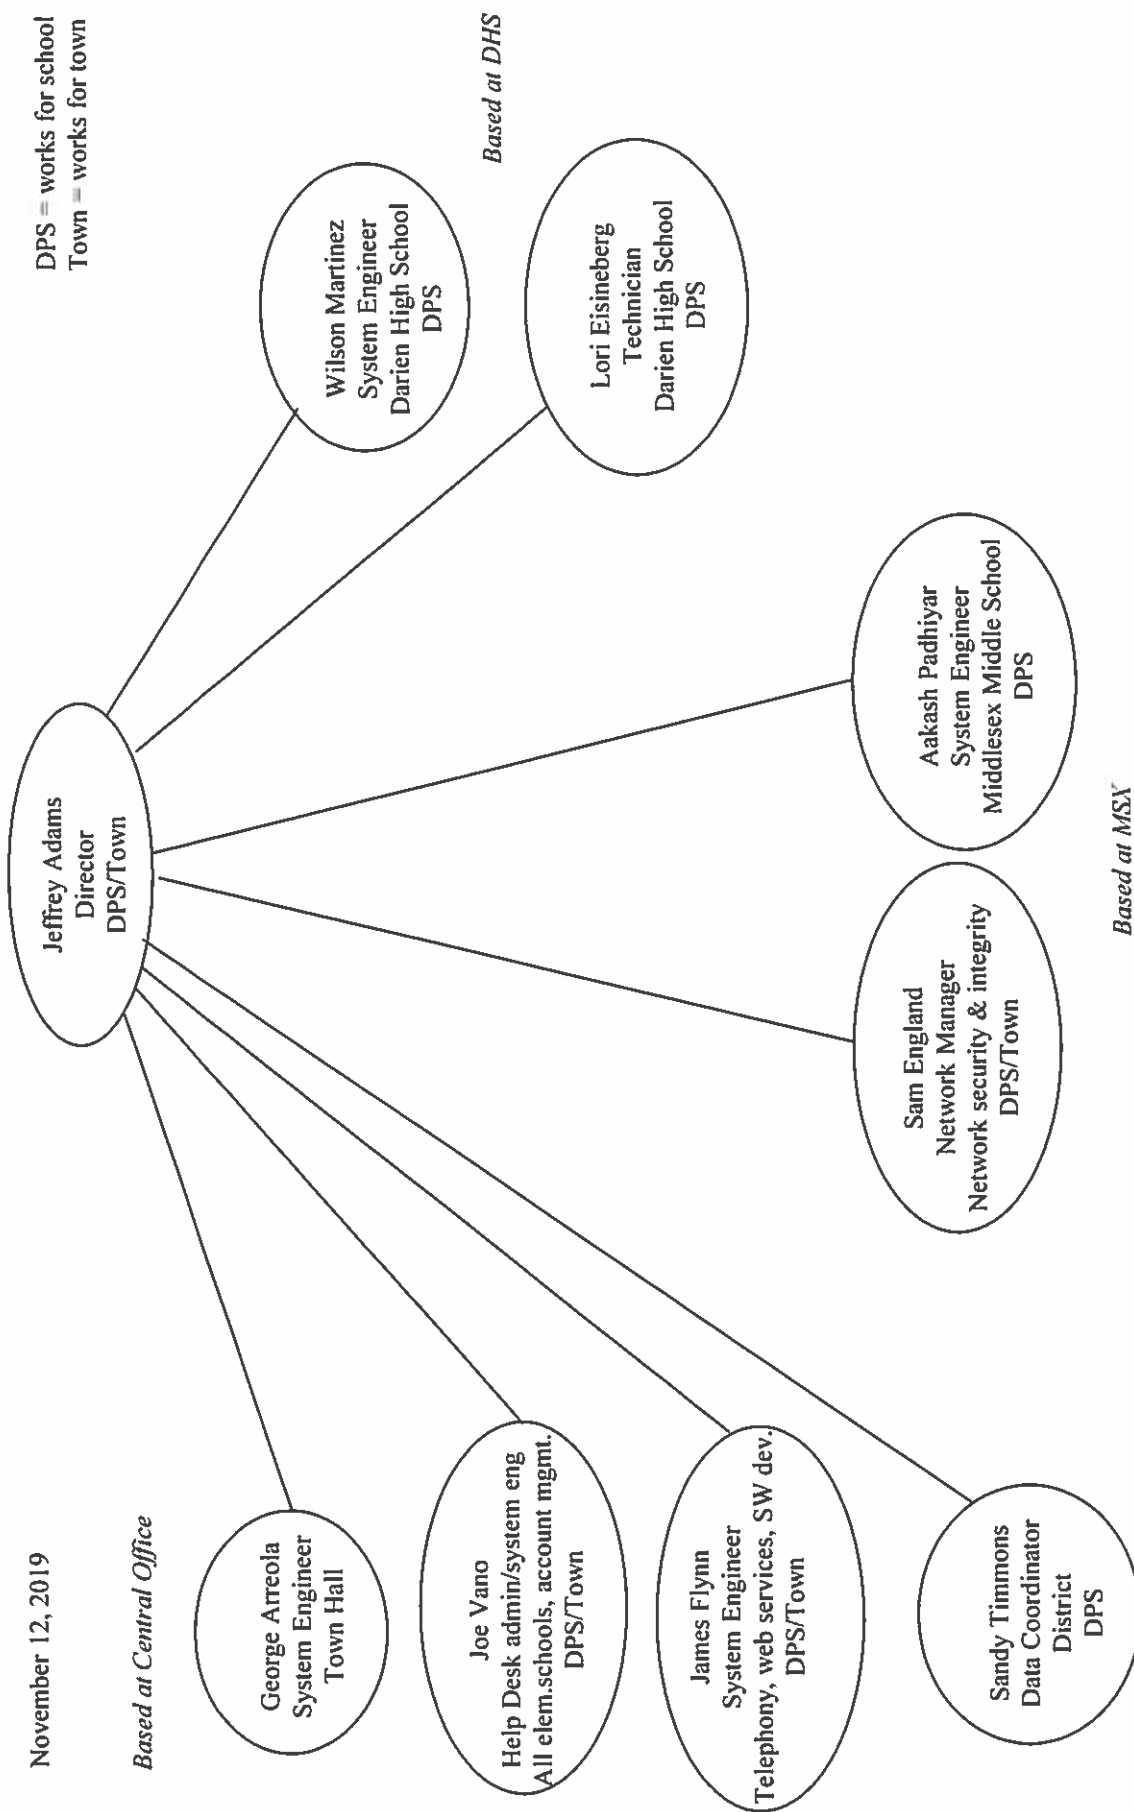 November 12, 2019
DPS = works for school
Town = works for town
Jeffrey Adams
Director
DPS/Town
Based at Central Office
George Arreola
System Engineer
Town Hall
Joe Vano
Help Desk admin/system eng
All elem.schools, account mgmt.
DPS/Town
James Flynn
System Engineer
Telephony, web services, SW dev.
DPS/Town
Sandy Timmons
Data Coordinator
District
DPS
Sam England
Network Manager
Network security & integrity
DPS/Town
Aakash Padhiyar
System Engineer
Middlesex Middle School
DPS
Based at MSX
Wilson Martinez
System Engineer
Darien High School
DPS
Based at DHS
Lori Eisineberg
Technician
Darien High School
DPS